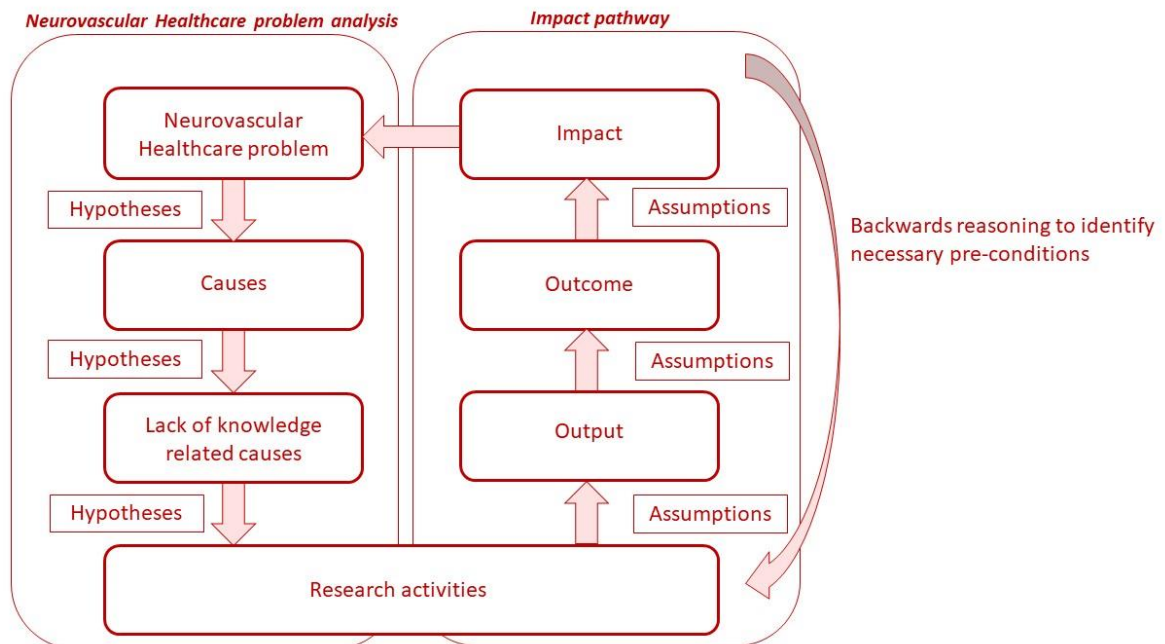 Neurovascular Healthcare problem analysis
Impact pathway
Neurovascular
Healthcare problem
Impact
Hypotheses
Assumptions
Backwards reasoning to identify
necessary pre-conditions
Causes
Outcome
Hypotheses
Assumptions
Lack of knowledge
related causes
Output
Hypotheses
Assumptions
Research activities